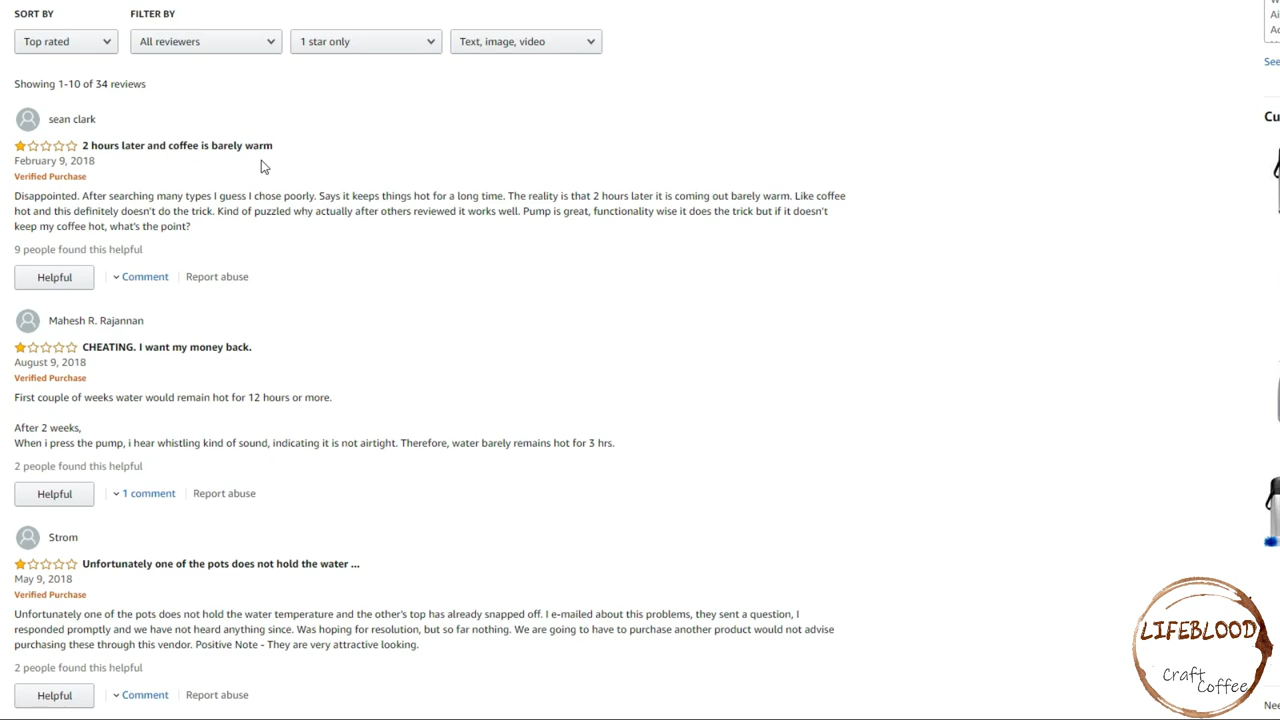 SORT BY
FILTER BY
Top rated
All reviewers
1 star only
Text, image, video
See
Showing 1-10 of 34 reviews
Cu
sean clark
2 hours later and coffee is barely warm
February 9, 2018
Verified Purchase
Disappointed. After searching many types I guess I chose poorly. Says it keeps things hot for a long time. The reality is that 2 hours later it is coming out barely warm. Like coffee
hot and this definitely doesn't do the trick. Kind of puzzled why actually after others reviewed it works well. Pump is great, functionality wise it does the trick but if it doesn't
keep my coffee hot, what's the point?
9 people found this helpful
Helpful
Comment
Report abuse
Mahesh R. Rajannan
CHEATING. I want my money back.
August 9, 2018
Verified Purchase
First couple of weeks water would remain hot for 12 hours or more.
After 2 weeks,
When i press the pump, i hear whistling kind of sound, indicating it is not airtight. Therefore, water barely remains hot for 3 hrs.
2 people found this helpful
Helpful
1 comment
Report abuse
Strom
Unfortunately one of the pots does not hold the water ...
May 9, 2018
Verified Purchase
Unfortunately one of the pots does not hold the water temperature and the other's top has already snapped off. I e-mailed about this problems, they sent a question, I
responded promptly and we have not heard anything since. Was hoping for resolution, but so far nothing. We are going to have to purchase another product would not advise
purchasing these through this vendor. Positive Note - They are very attractive looking.
2 people found this helpful
Helpful
Comment
Report abuse
LIFEBLOOD
Craft
Coffee
Nee